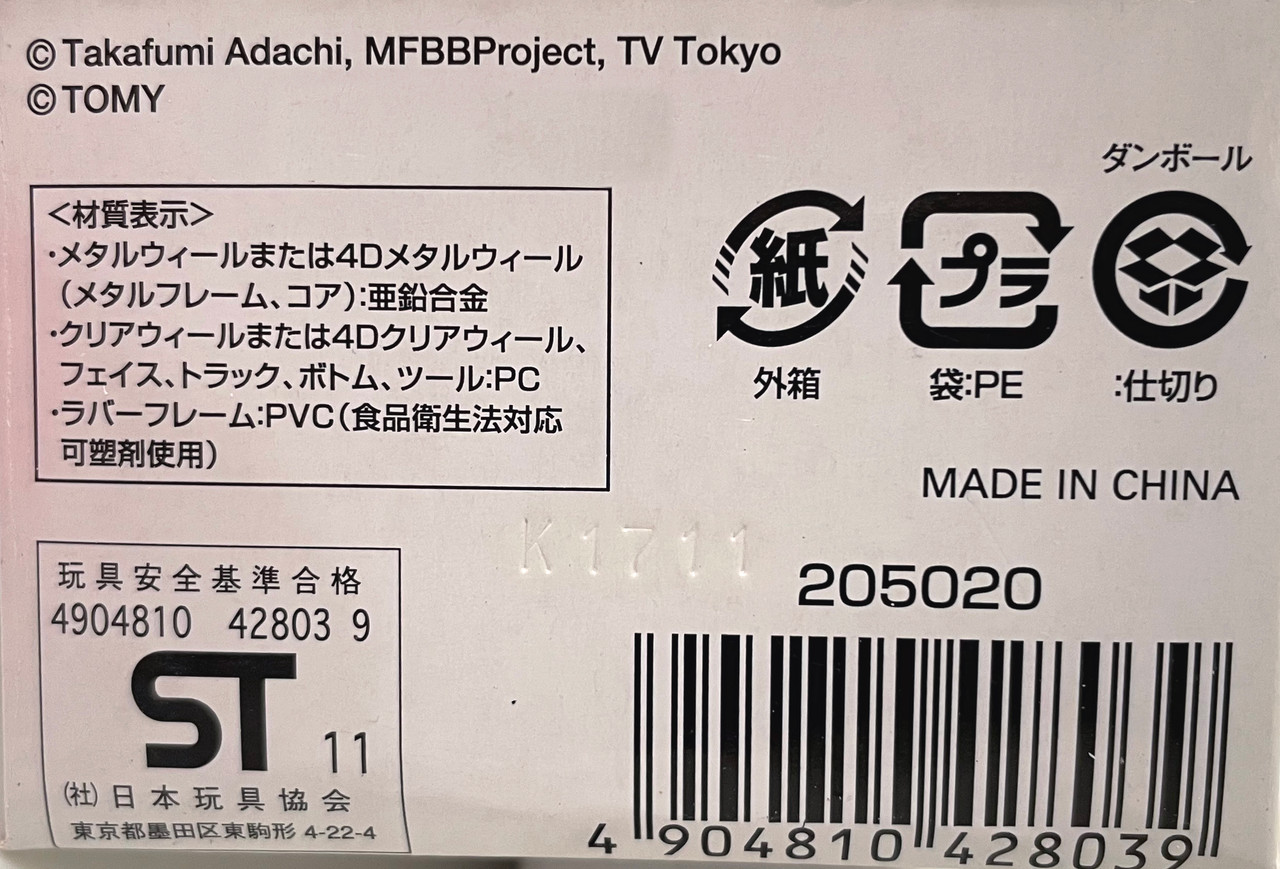 ©Takafumi Adachi, MFBBProject, TV Tokyo
©TOMY
ダンボール
＜材質表示＞
・メタルウィールまたは4Dメタルウィール
（メタルフレーム、コア）：亜鉛合金
・クリアウィールまたは4Dクリアウィール、
フェイス、トラック、ボトム、ツール：PC
・ラバーフレーム：PVC（食品衛生法対応
可塑剤使用）
紙
プラ
外箱
袋：PE
：仕切り
MADE IN CHINA
K1711
205020
玩具安全基準合格
4904810 42803 9
ST 11
（社）日本玩具協会
東京都墨田区東駒形 4-22-4
4 904810 428039